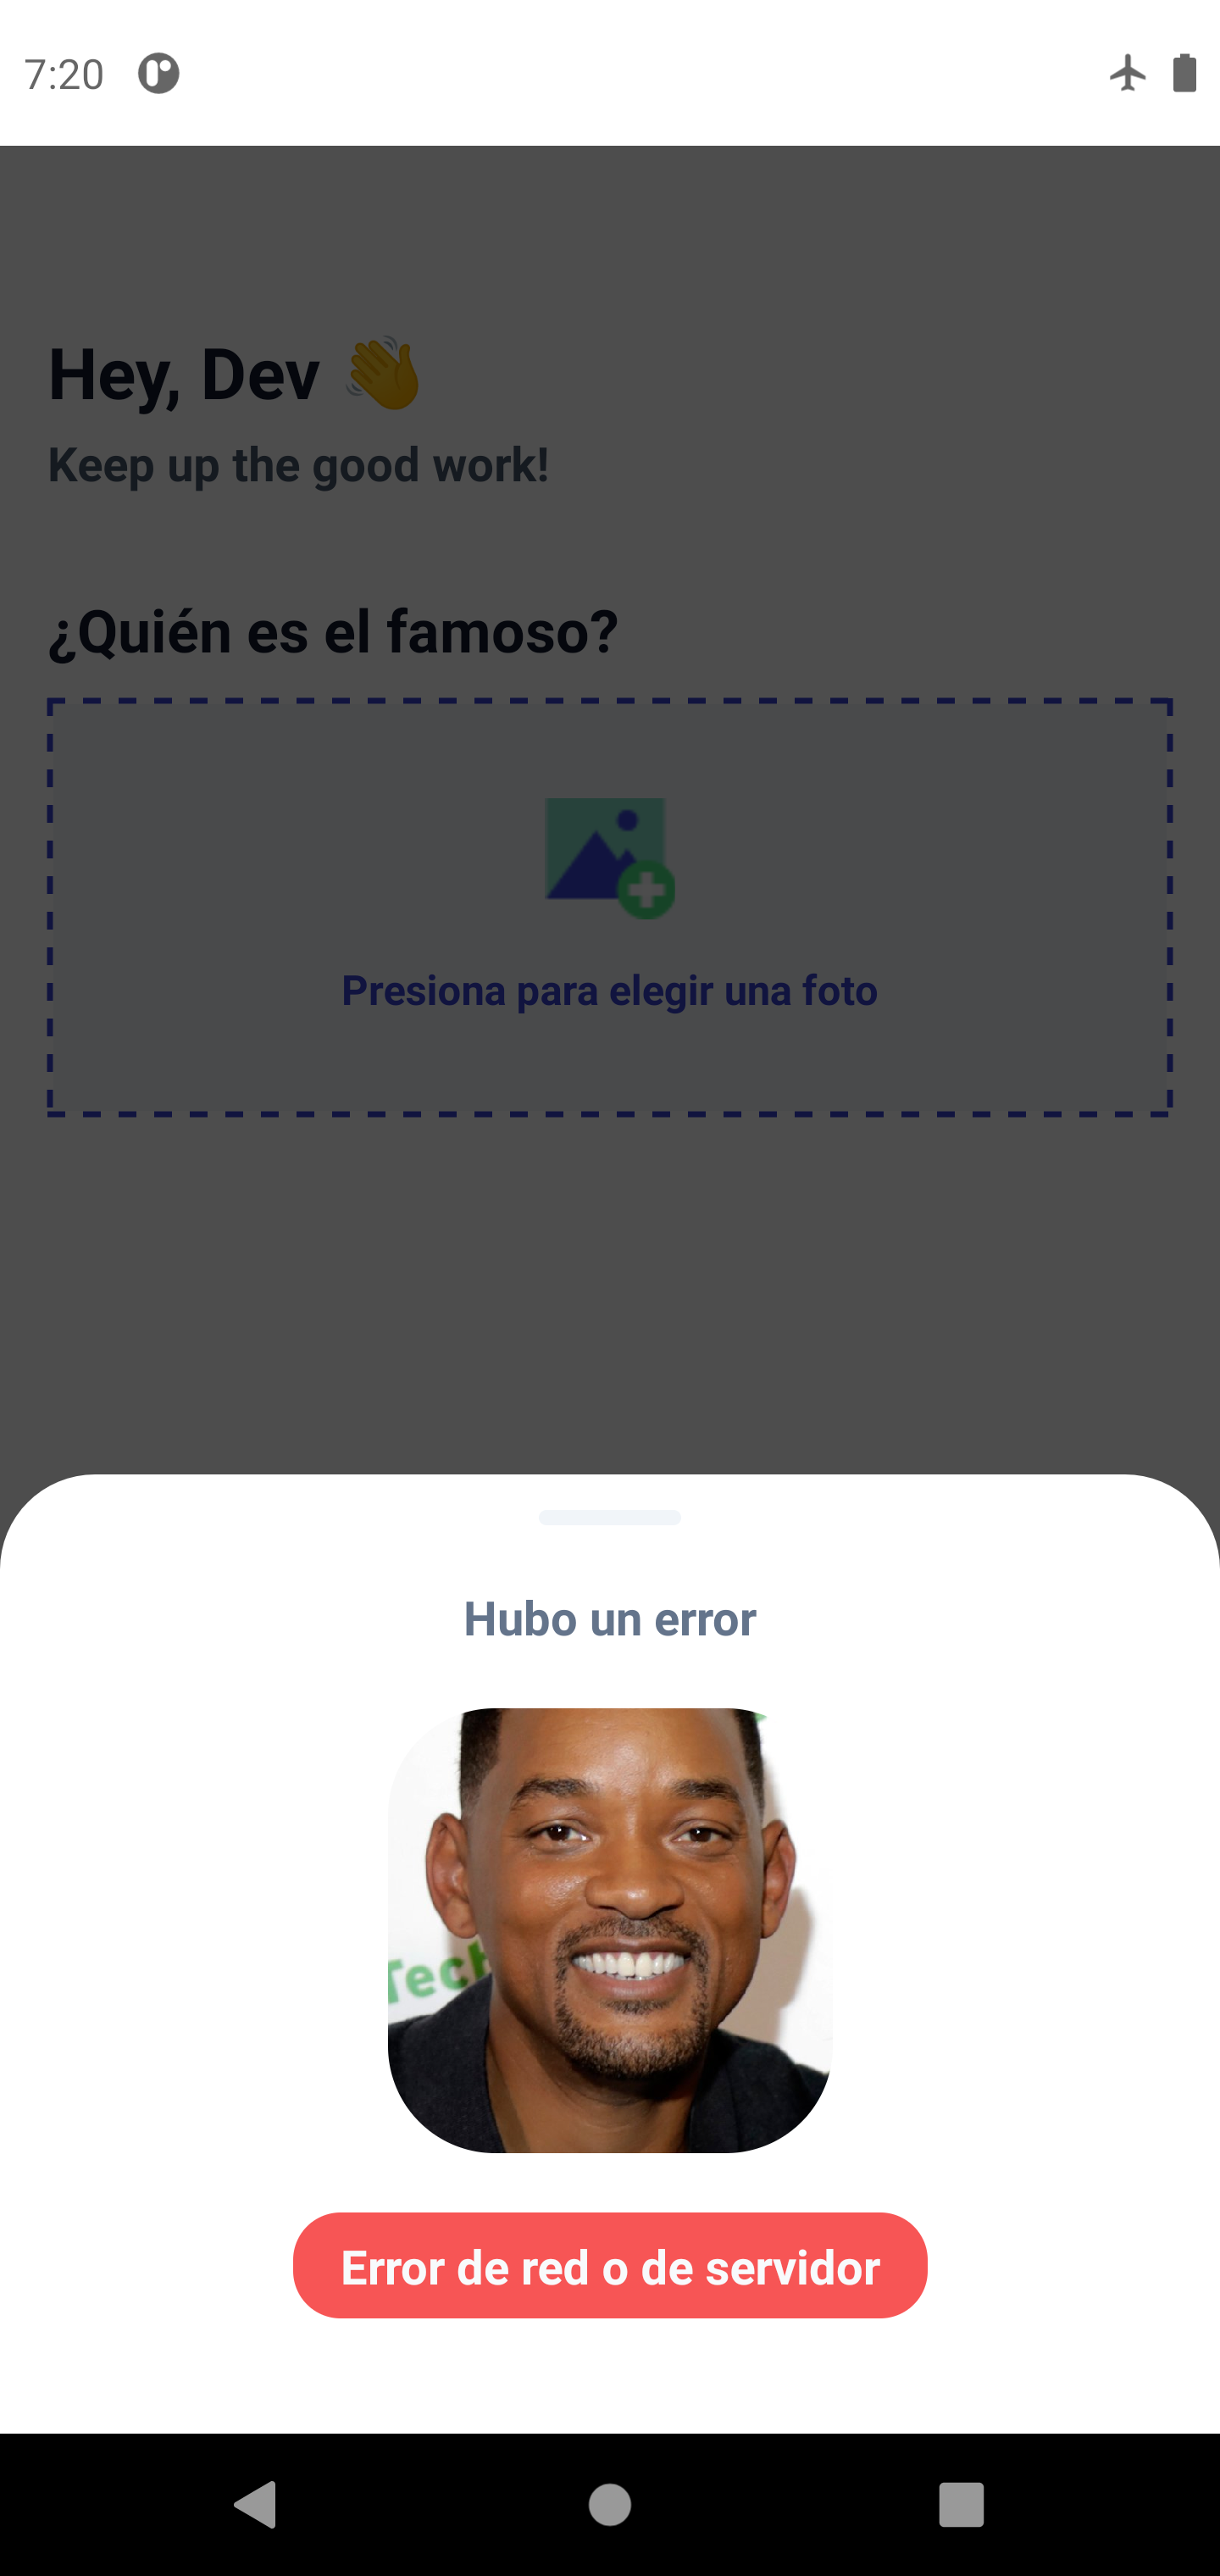 7:20
Hey, Dev 👋
Keep up the good work!
¿Quién es el famoso?
Presiona para elegir una foto
Hubo un error
Tech
Error de red o de servidor